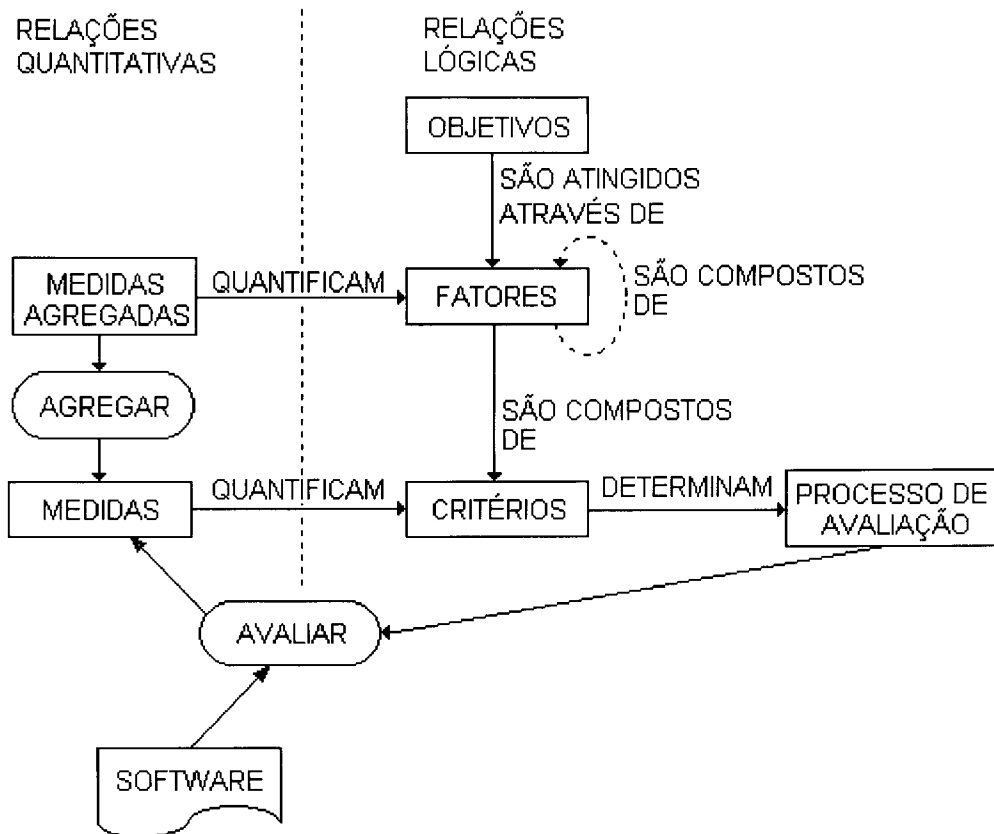 RELAÇÕES
QUANTITATIVAS
RELAÇÕES
LÓGICAS
OBJETIVOS
SÃO ATINGIDOS
ATRAVÉS DE
MEDIDAS
AGREGADAS
QUANTIFICAM
FATORES
SÃO COMPOSTOS
DE
AGREGAR
SÃO COMPOSTOS
DE
MEDIDAS
QUANTIFICAM
CRITÉRIOS
DETERMINAM
PROCESSO DE
AVALIAÇÃO
AVALIAR
SOFTWARE